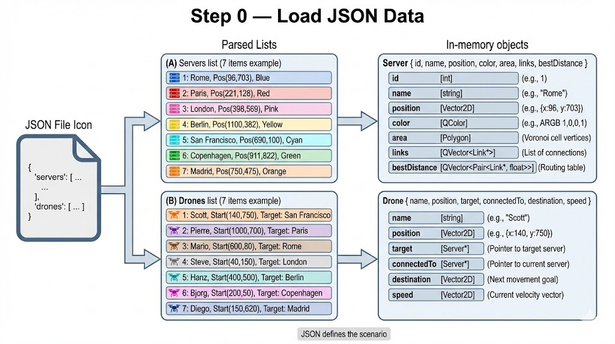 Step 0 — Load JSON Data
Parsed Lists
In-memory objects
JSON File Icon
{
'servers': [ ...
...
],
'drones': [ ... ]
}
(A) Servers list (7 items example)
1: Rome, Pos(96,703), Blue
2: Paris, Pos(221,128), Red
3: London, Pos(398,569), Pink
4: Berlin, Pos(1100,382), Yellow
5: San Francisco, Pos(690,100), Cyan
6: Copenhagen, Pos(911,822), Green
7: Madrid, Pos(750,475), Orange
Server { id, name, position, color, area, links, bestDistance }
id [int] (e.g., 1)
name [string] (e.g., "Rome")
position [Vector2D] (e.g., {x:96, y:703})
color [QColor] (e.g., ARGB 1,0,0,1)
area [Polygon] (Voronoi cell vertices)
links [QVector<Link*>] (List of connections)
bestDistance [QVector<Pair<Link*, float>>] (Routing table)
(B) Drones list (7 items example)
1: Scott, Start(140,750), Target: San Francisco
2: Pierre, Start(1000,700), Target: Paris
3: Mario, Start(600,80), Target: Rome
4: Steve, Start(40,150), Target: London
5: Hanz, Start(400,500), Target: Berlin
6: Bjorg, Start(200,50), Target: Copenhagen
7: Diego, Start(150,620), Target: Madrid
Drone { name, position, target, connectedTo, destination, speed }
name [string] (e.g., "Scott")
position [Vector2D] (e.g., {x:140, y:750})
target [Server*] (Pointer to target server)
connectedTo [Server*] (Pointer to current server)
destination [Vector2D] (Next movement goal)
speed [Vector2D] (Current velocity vector)
JSON defines the scenario